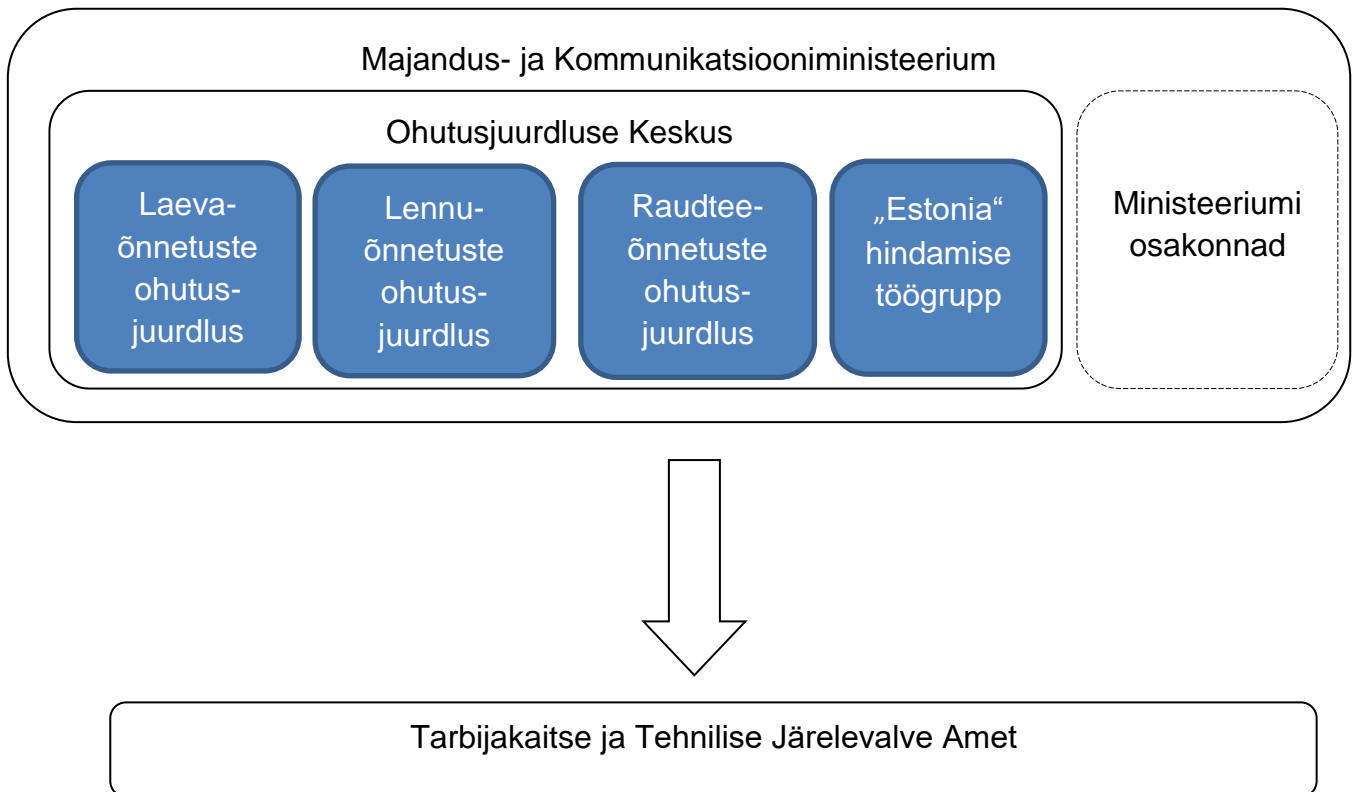 Majandus- ja Kommunikatsiooniministeerium
Ohutusjuurdluse Keskus
Laeva-
õnnetuste
ohutus-
juurdlus
Lennu-
õnnetuste
ohutus-
juurdlus
Raudtee-
õnnetuste
ohutus-
juurdlus
„Estonia“
hindamise
töögrupp
Ministeeriumi
osakonnad
Tarbijakaitse ja Tehnilise Järelevalve Amet